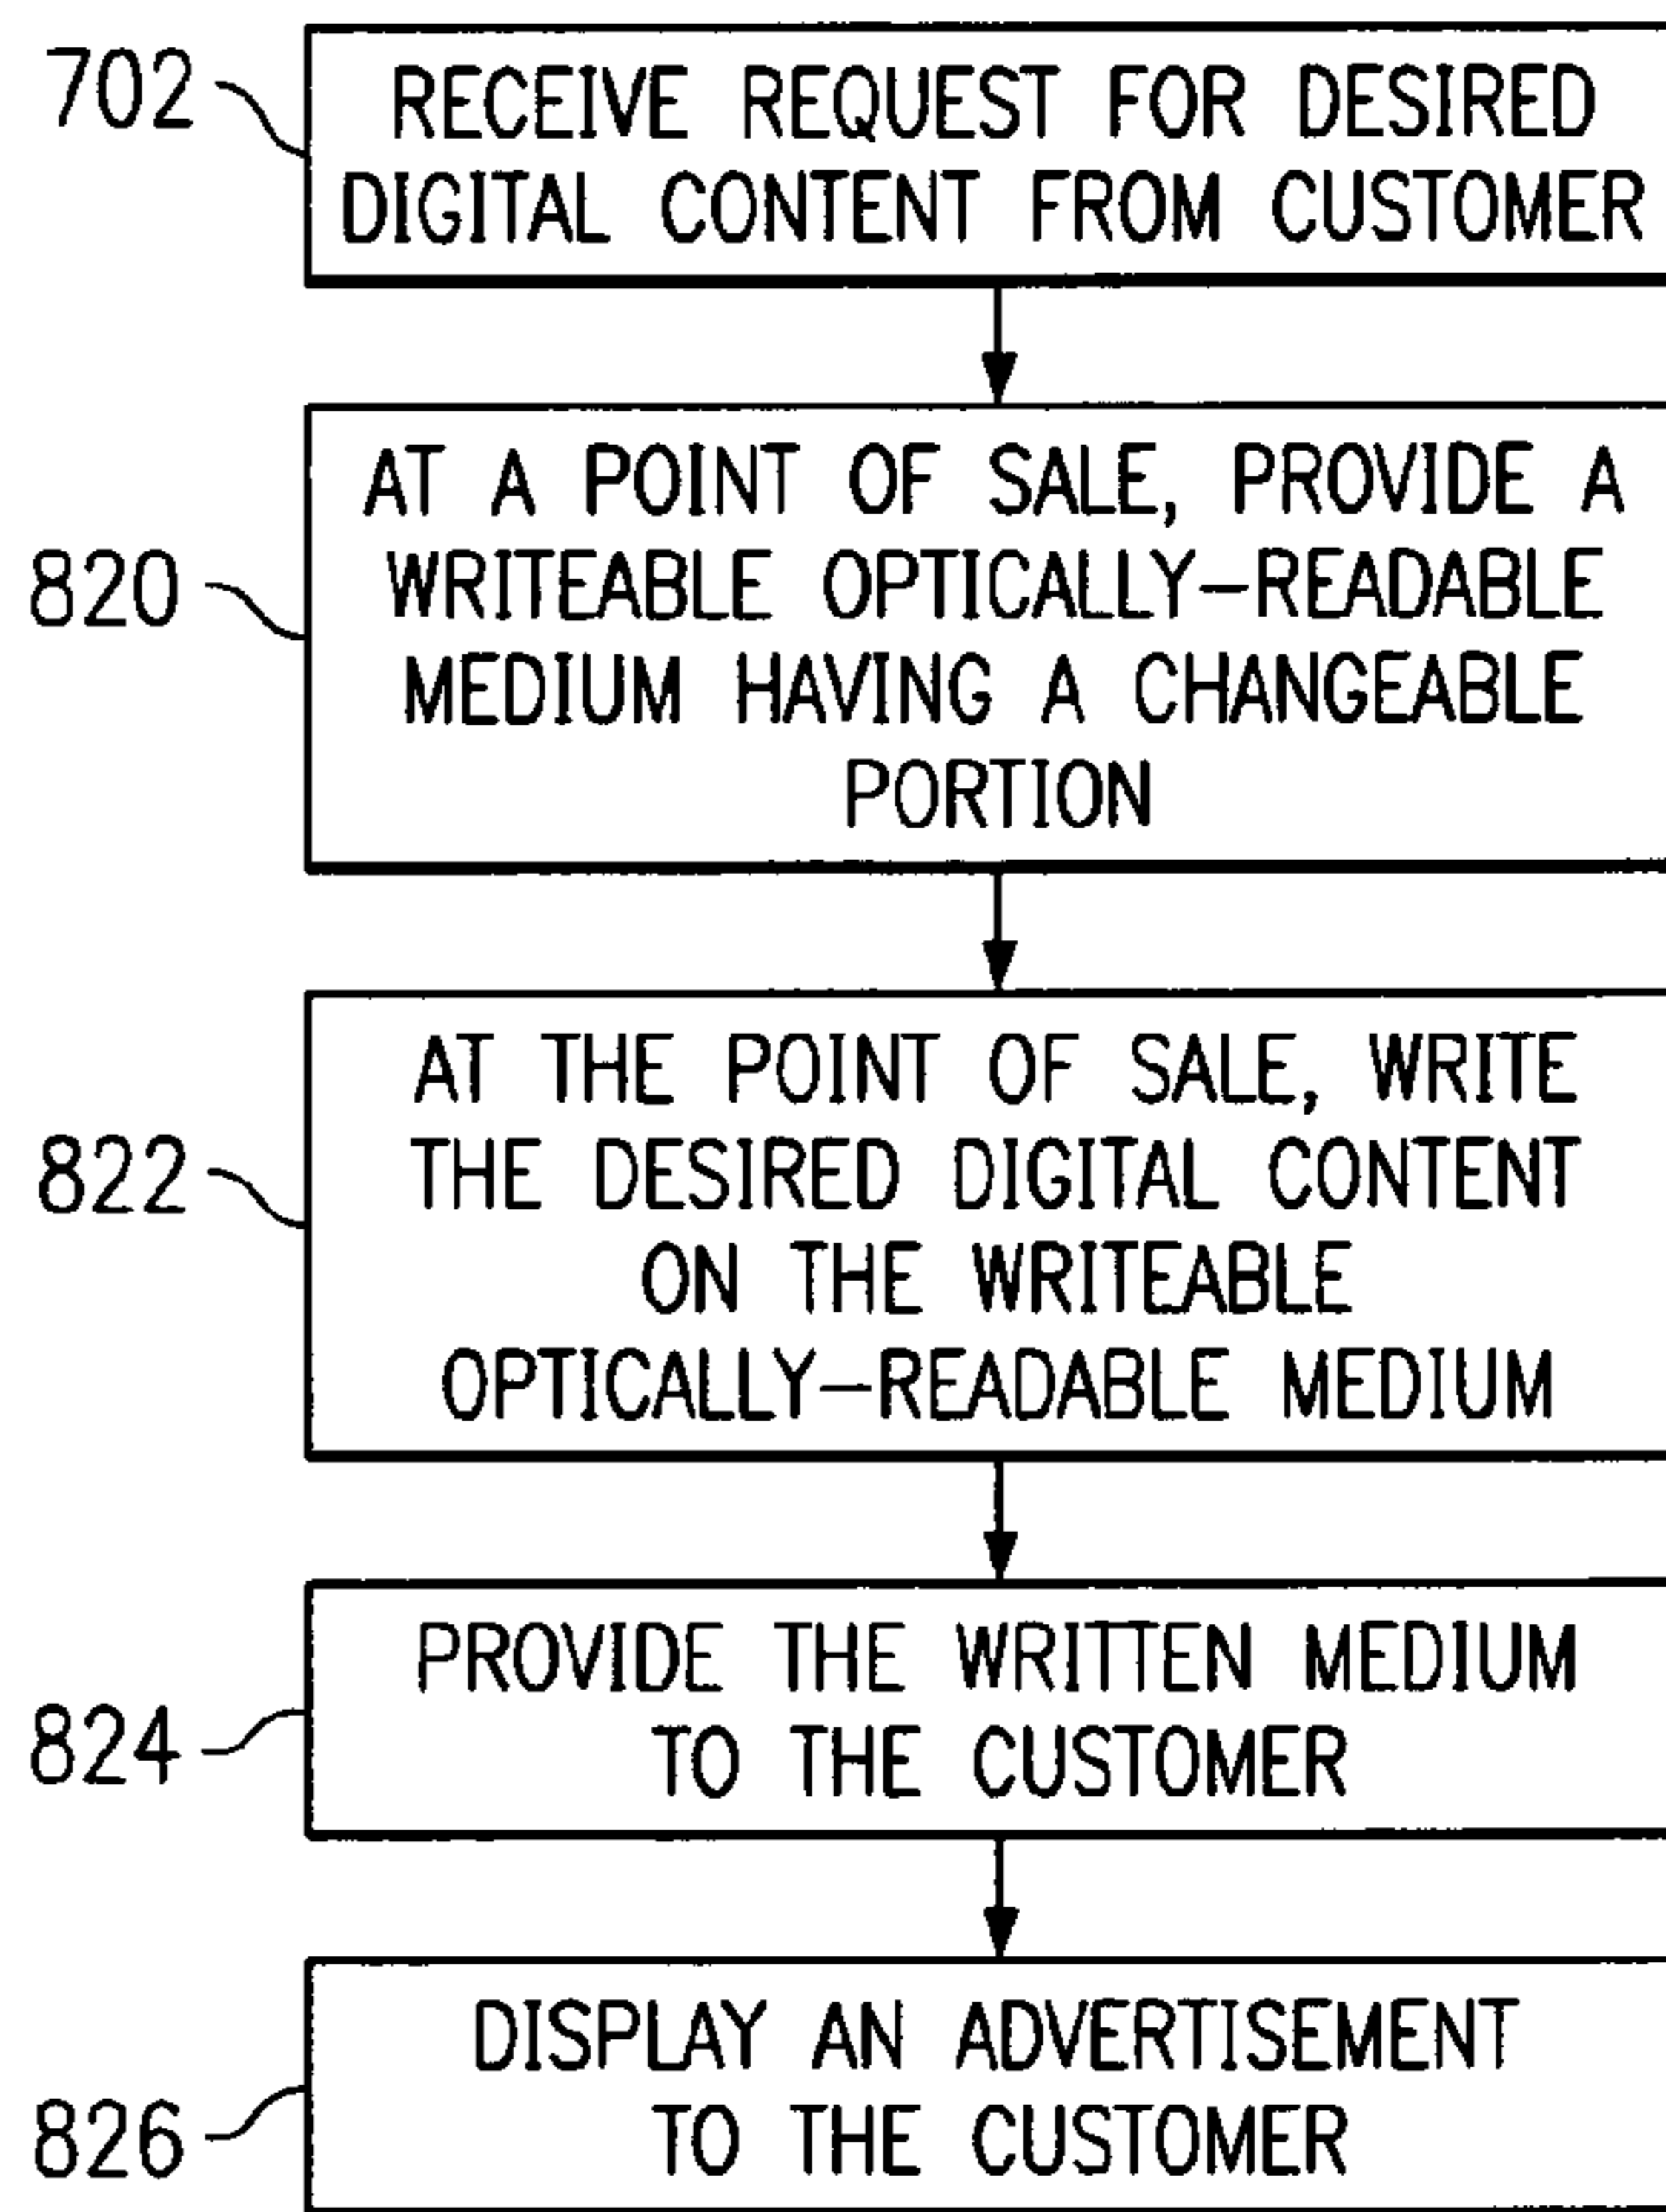 702
RECEIVE REQUEST FOR DESIRED
DIGITAL CONTENT FROM CUSTOMER
820
AT A POINT OF SALE, PROVIDE A
WRITEABLE OPTICALLY-READABLE
MEDIUM HAVING A CHANGEABLE
PORTION
822
AT THE POINT OF SALE, WRITE
THE DESIRED DIGITAL CONTENT
ON THE WRITEABLE
OPTICALLY-READABLE MEDIUM
824
PROVIDE THE WRITTEN MEDIUM
TO THE CUSTOMER
826
DISPLAY AN ADVERTISEMENT
TO THE CUSTOMER